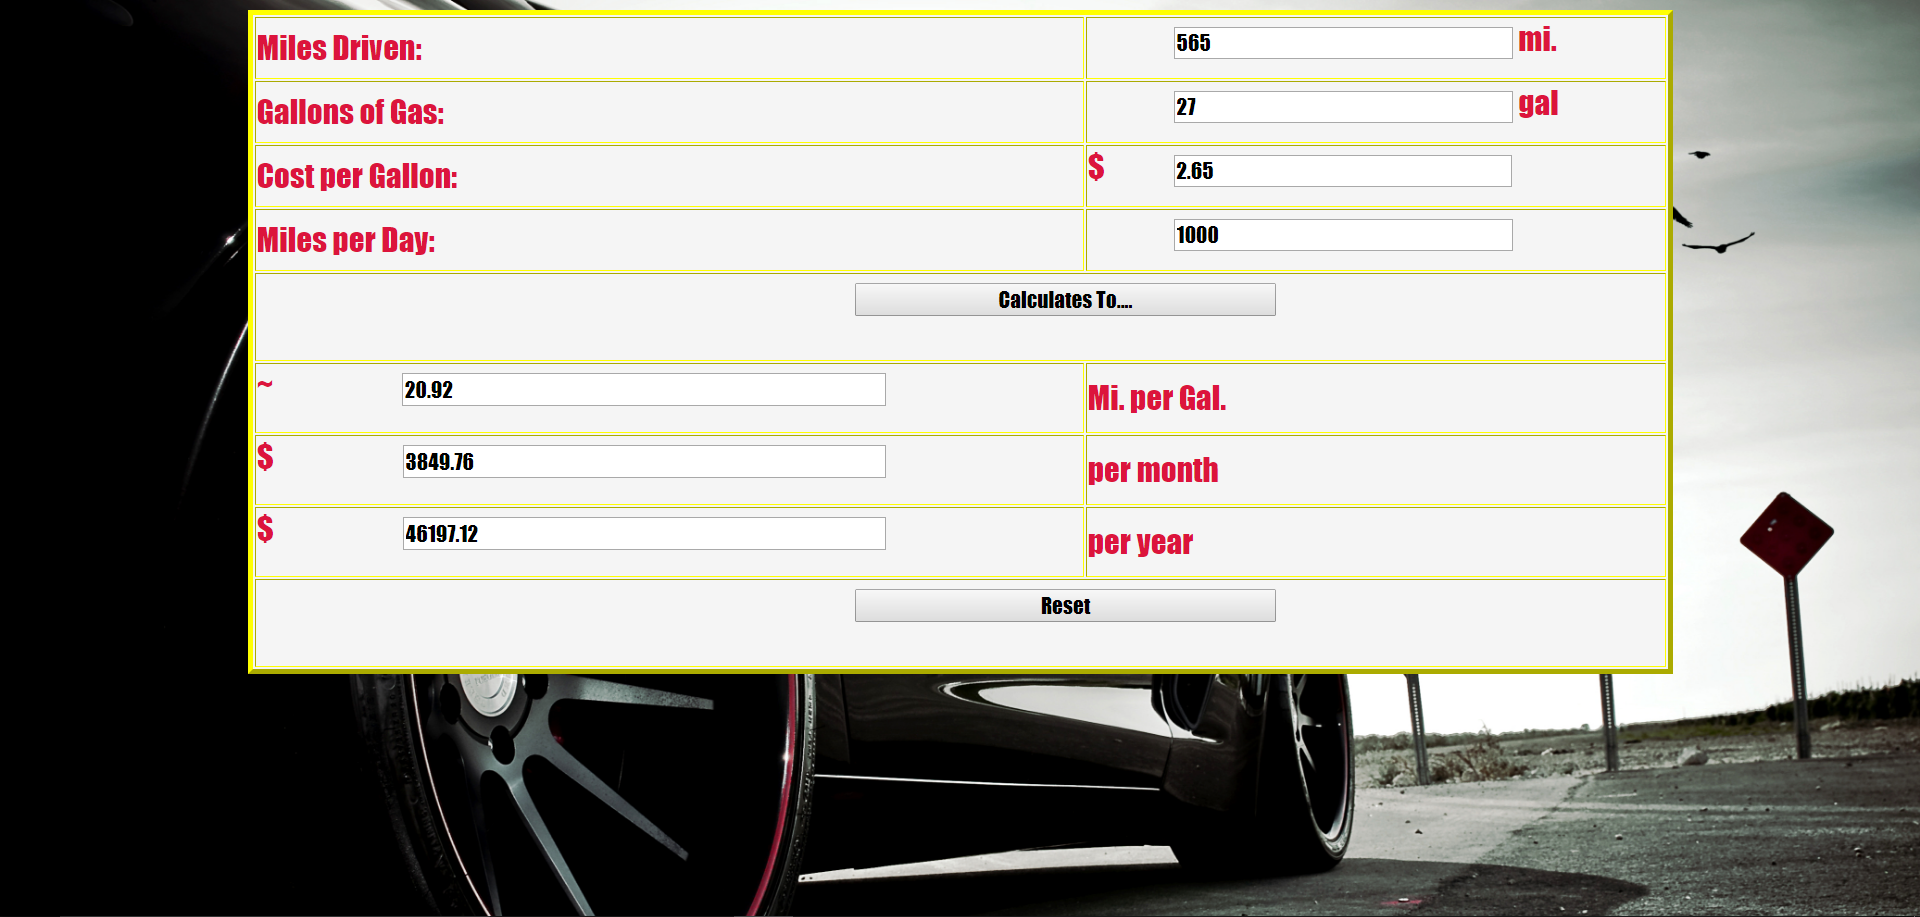 Miles Driven: 565 mi.
Gallons of Gas: 27 gal
Cost per Gallon: $ 2.65
Miles per Day: 1000
Calculates To....
~ 20.92 Mi. per Gal.
$ 3849.76 per month
$ 46197.12 per year
Reset